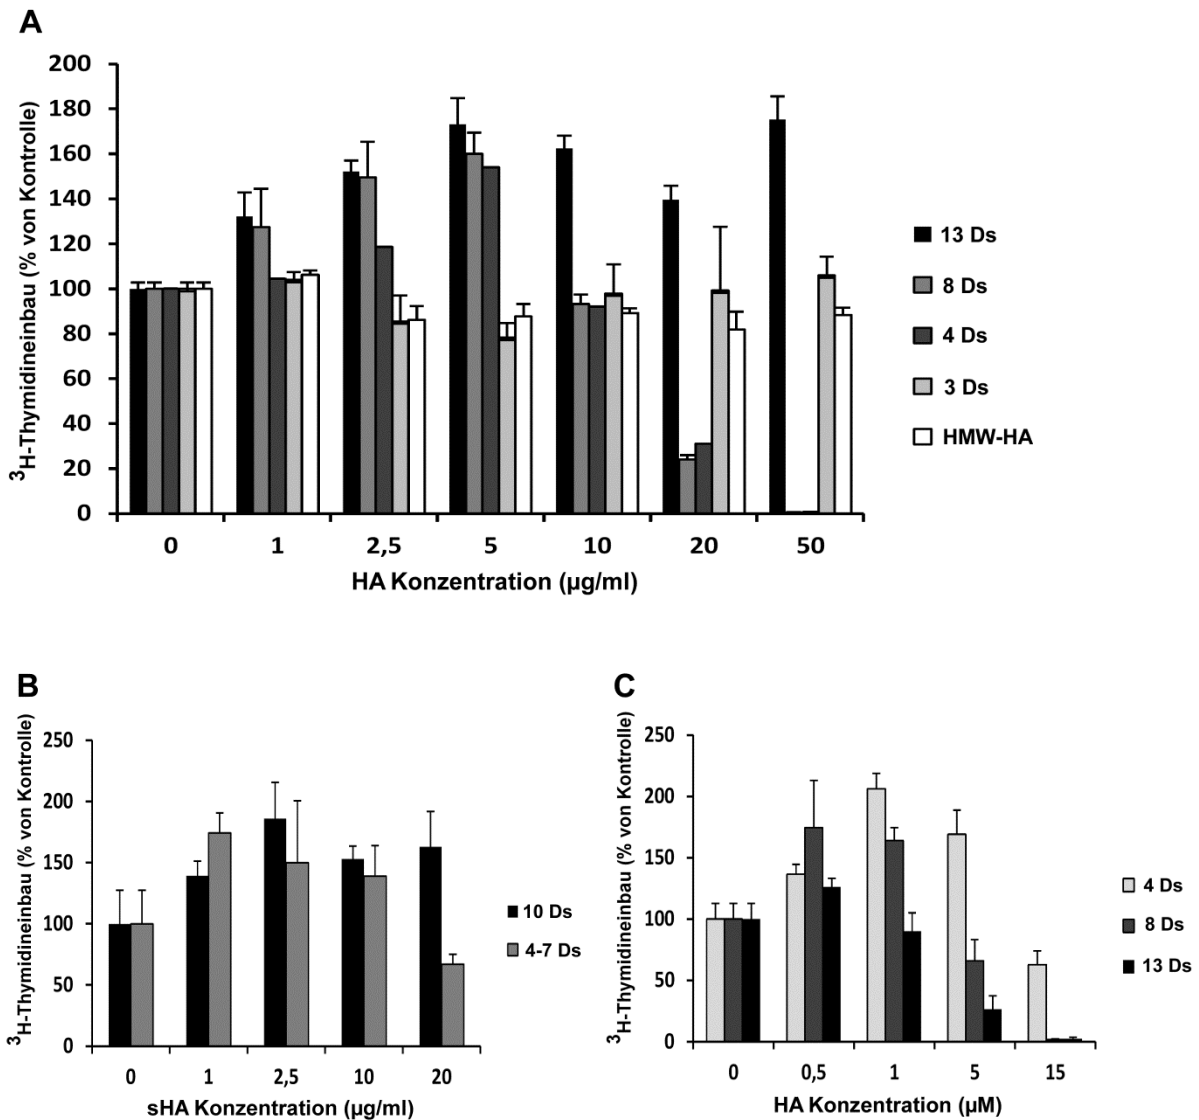 A
³H-Thymidineinbau (% von Kontrolle)
200
180
160
140
120
100
80
60
40
20
0
0 1 2,5 5 10 20 50
HA Konzentration (µg/ml)
13 Ds
8 Ds
4 Ds
3 Ds
HMW-HA
B
³H-Thymidineinbau (% von Kontrolle)
250
200
150
100
50
0
0 1 2,5 10 20
sHA Konzentration (µg/ml)
10 Ds
4-7 Ds
C
³H-Thymidineinbau (% von Kontrolle)
250
200
150
100
50
0
0 0,5 1 5 15
HA Konzentration (µM)
4 Ds
8 Ds
13 Ds